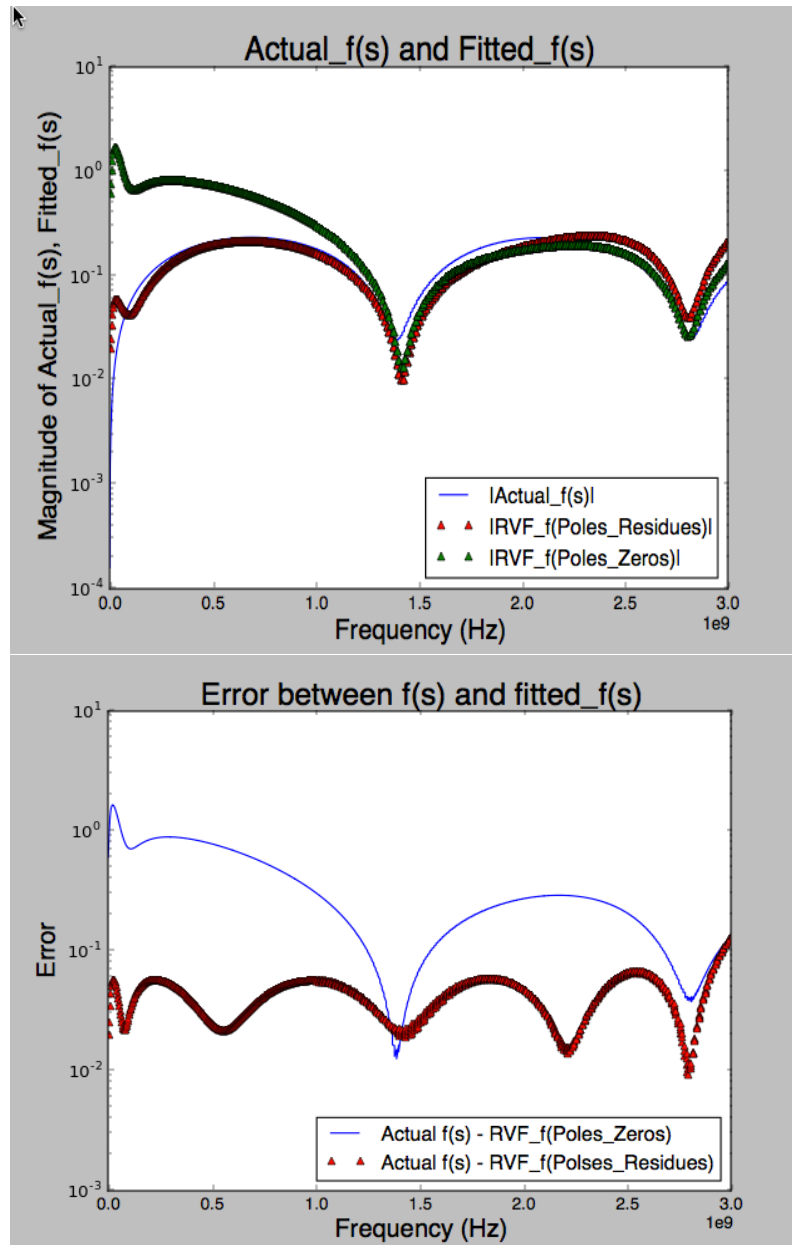 Actual_f(s) and Fitted_f(s)
Magnitude of Actual_f(s), Fitted_f(s)
10^1
10^0
10^-1
10^-2
10^-3
10^-4
|Actual_f(s)|
|RVF_f(Poles_Residues)|
|RVF_f(Poles_Zeros)|
0.0 0.5 1.0 1.5 2.0 2.5 3.0
1e9
Frequency (Hz)
Error between f(s) and fitted_f(s)
Error
10^1
10^0
10^-1
10^-2
10^-3
Actual f(s) - RVF_f(Poles_Zeros)
Actual f(s) - RVF_f(Polses_Residues)
0.0 0.5 1.0 1.5 2.0 2.5 3.0
1e9
Frequency (Hz)